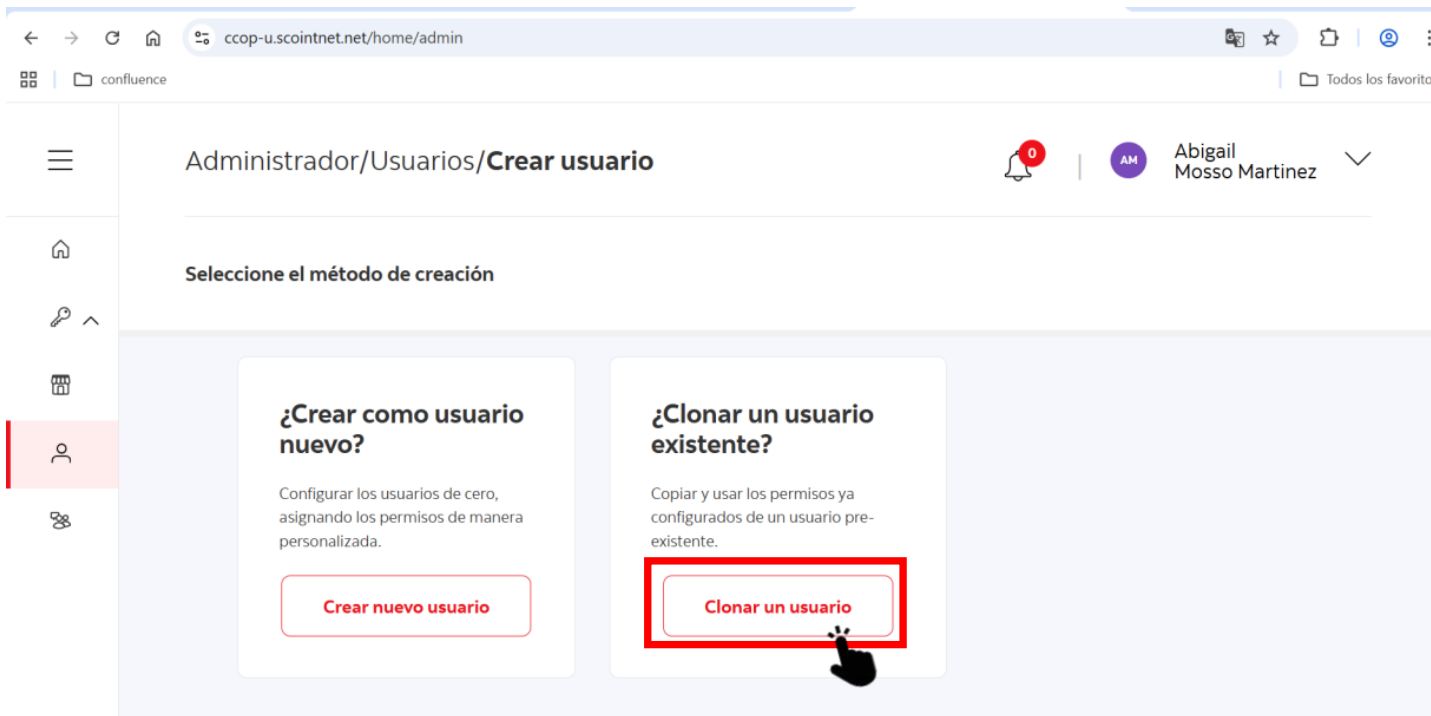 ccop-u.scointnet.net/home/admin
confluence
Todos los favorito
Administrador/Usuarios/Crear usuario
0
AM
Abigail
Mosso Martinez
Seleccione el método de creación
¿Crear como usuario
nuevo?
Configurar los usuarios de cero,
asignando los permisos de manera
personalizada.
Crear nuevo usuario
¿Clonar un usuario
existente?
Copiar y usar los permisos ya
configurados de un usuario pre-
existente.
Clonar un usuario